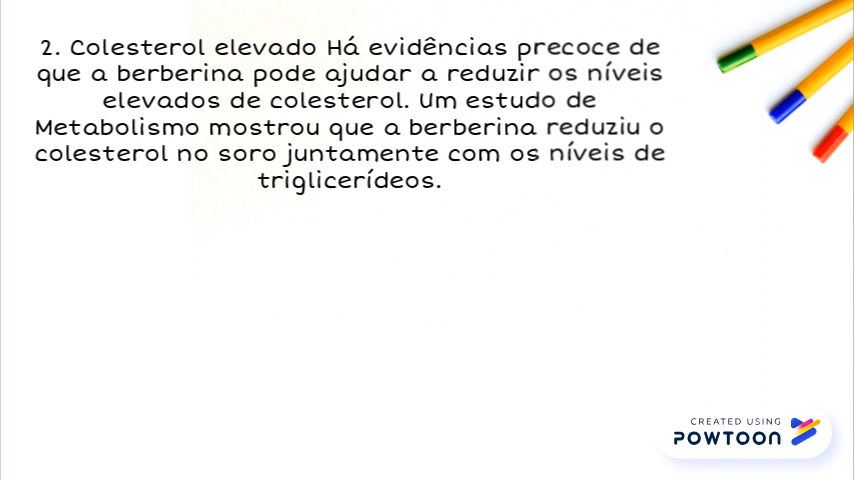 2. Colesterol elevado Há evidências precoce de
que a berberina pode ajudar a reduzir os níveis
elevados de colesterol. Um estudo de
Metabolismo mostrou que a berberina reduziu o
colesterol no soro juntamente com os níveis de
triglicerídeos.
CREATED USING
POWTOON